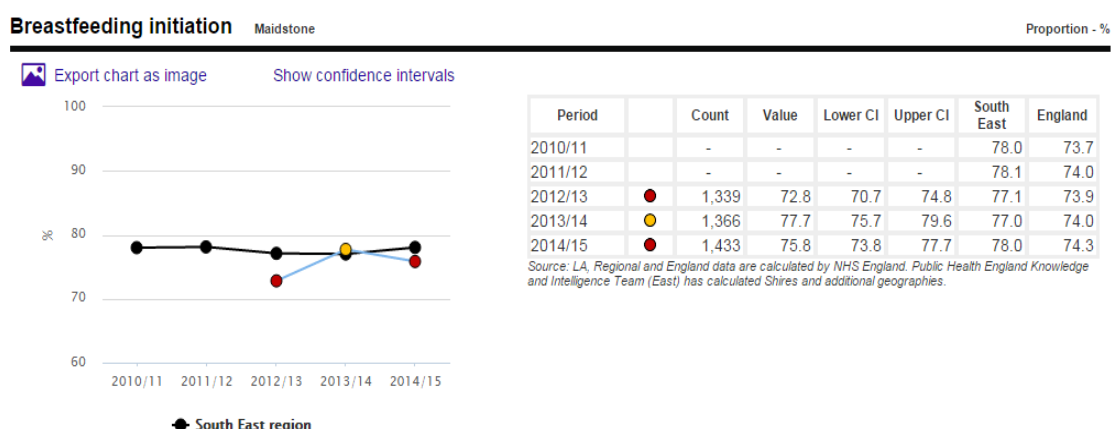 Breastfeeding initiation Maidstone Proportion - %
Export chart as image Show confidence intervals
100
90
80
70
60
%
2010/11 2011/12 2012/13 2013/14 2014/15
South East region
Period Count Value Lower CI Upper CI South East England
2010/11 - - - - 78.0 73.7
2011/12 - - - - 78.1 74.0
2012/13 1,339 72.8 70.7 74.8 77.1 73.9
2013/14 1,366 77.7 75.7 79.6 77.0 74.0
2014/15 1,433 75.8 73.8 77.7 78.0 74.3
Source: LA, Regional and England data are calculated by NHS England. Public Health England Knowledge
and Intelligence Team (East) has calculated Shires and additional geographies.